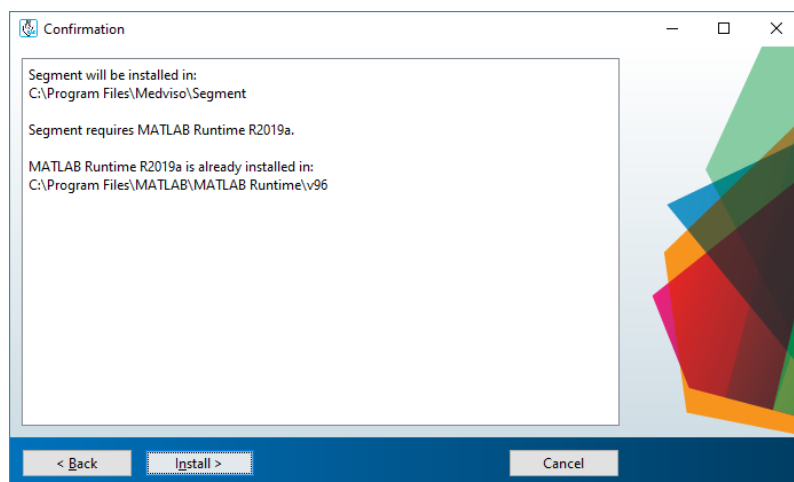 Confirmation
Segment will be installed in:
C:\Program Files\Medviso\Segment
Segment requires MATLAB Runtime R2019a.
MATLAB Runtime R2019a is already installed in:
C:\Program Files\MATLAB\MATLAB Runtime\v96
< Back Install > Cancel